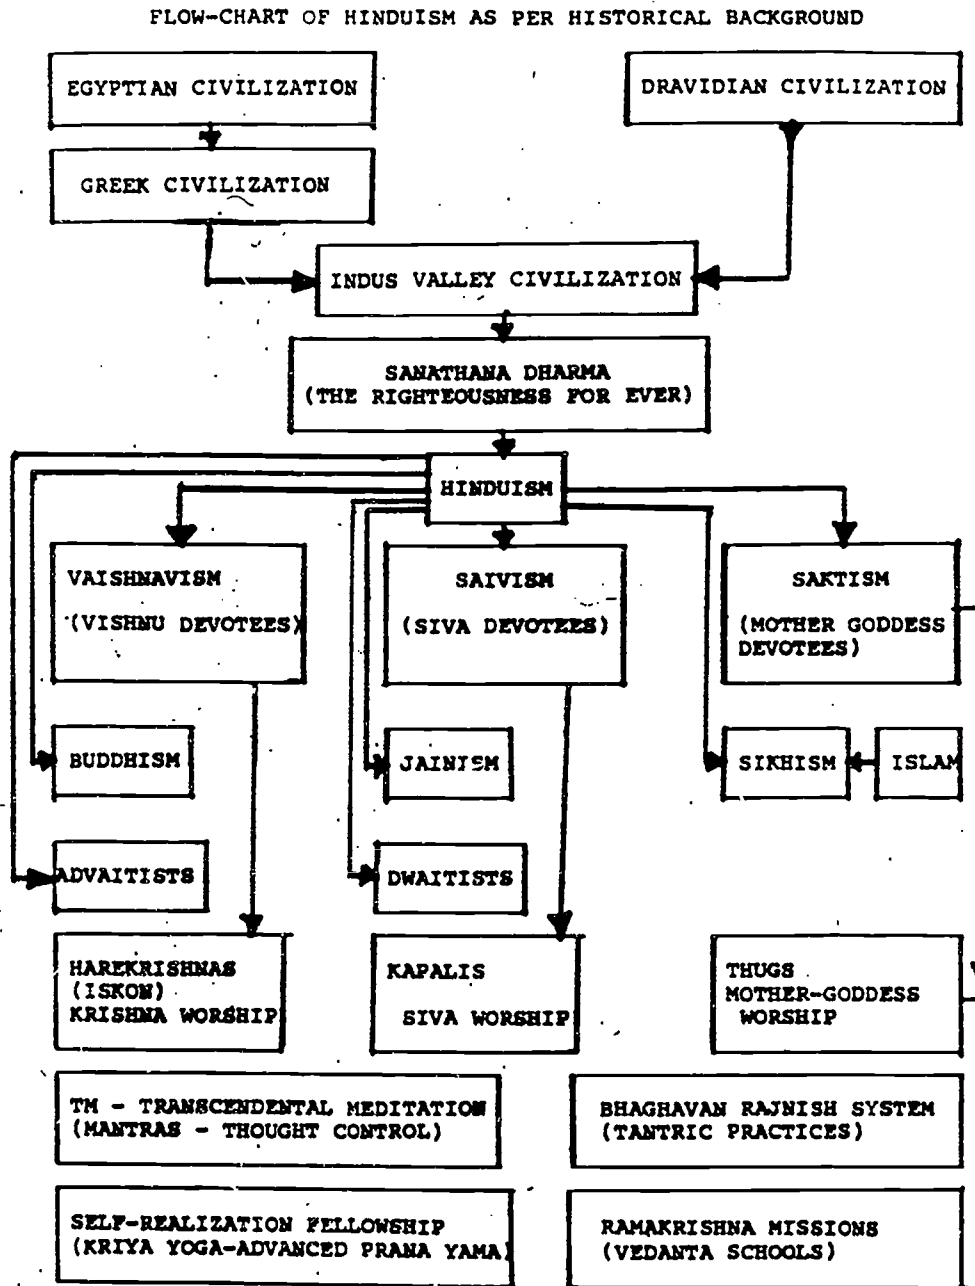 FLOW-CHART OF HINDUISM AS PER HISTORICAL BACKGROUND
EGYPTIAN CIVILIZATION
DRAVIDIAN CIVILIZATION
GREEK CIVILIZATION
INDUS VALLEY CIVILIZATION
SANATHANA DHARMA
(THE RIGHTEOUSNESS FOR EVER)
HINDUISM
VAISHNAVISM
(VISHNU DEVOTEES)
SAIVISM
(SIVA DEVOTEES)
SAKTISM
(MOTHER GODDESS
DEVOTEES)
BUDDHISM
JAINISM
SIKHISM
ISLAM
ADVAITISTS
DWAITISTS
HAREKRISHNAS
(ISKON)
KRISHNA WORSHIP
KAPALIS
SIVA WORSHIP
THUGS
MOTHER-GODDESS
WORSHIP
TM - TRANSCENDENTAL MEDITATION
(MANTRAS - THOUGHT CONTROL)
BHAGHAVAN RAJNISH SYSTEM
(TANTRIC PRACTICES)
SELF-REALIZATION FELLOWSHIP
(KRIYA YOGA-ADVANCED PRANA YAMA)
RAMAKRISHNA MISSIONS
(VEDANTA SCHOOLS)